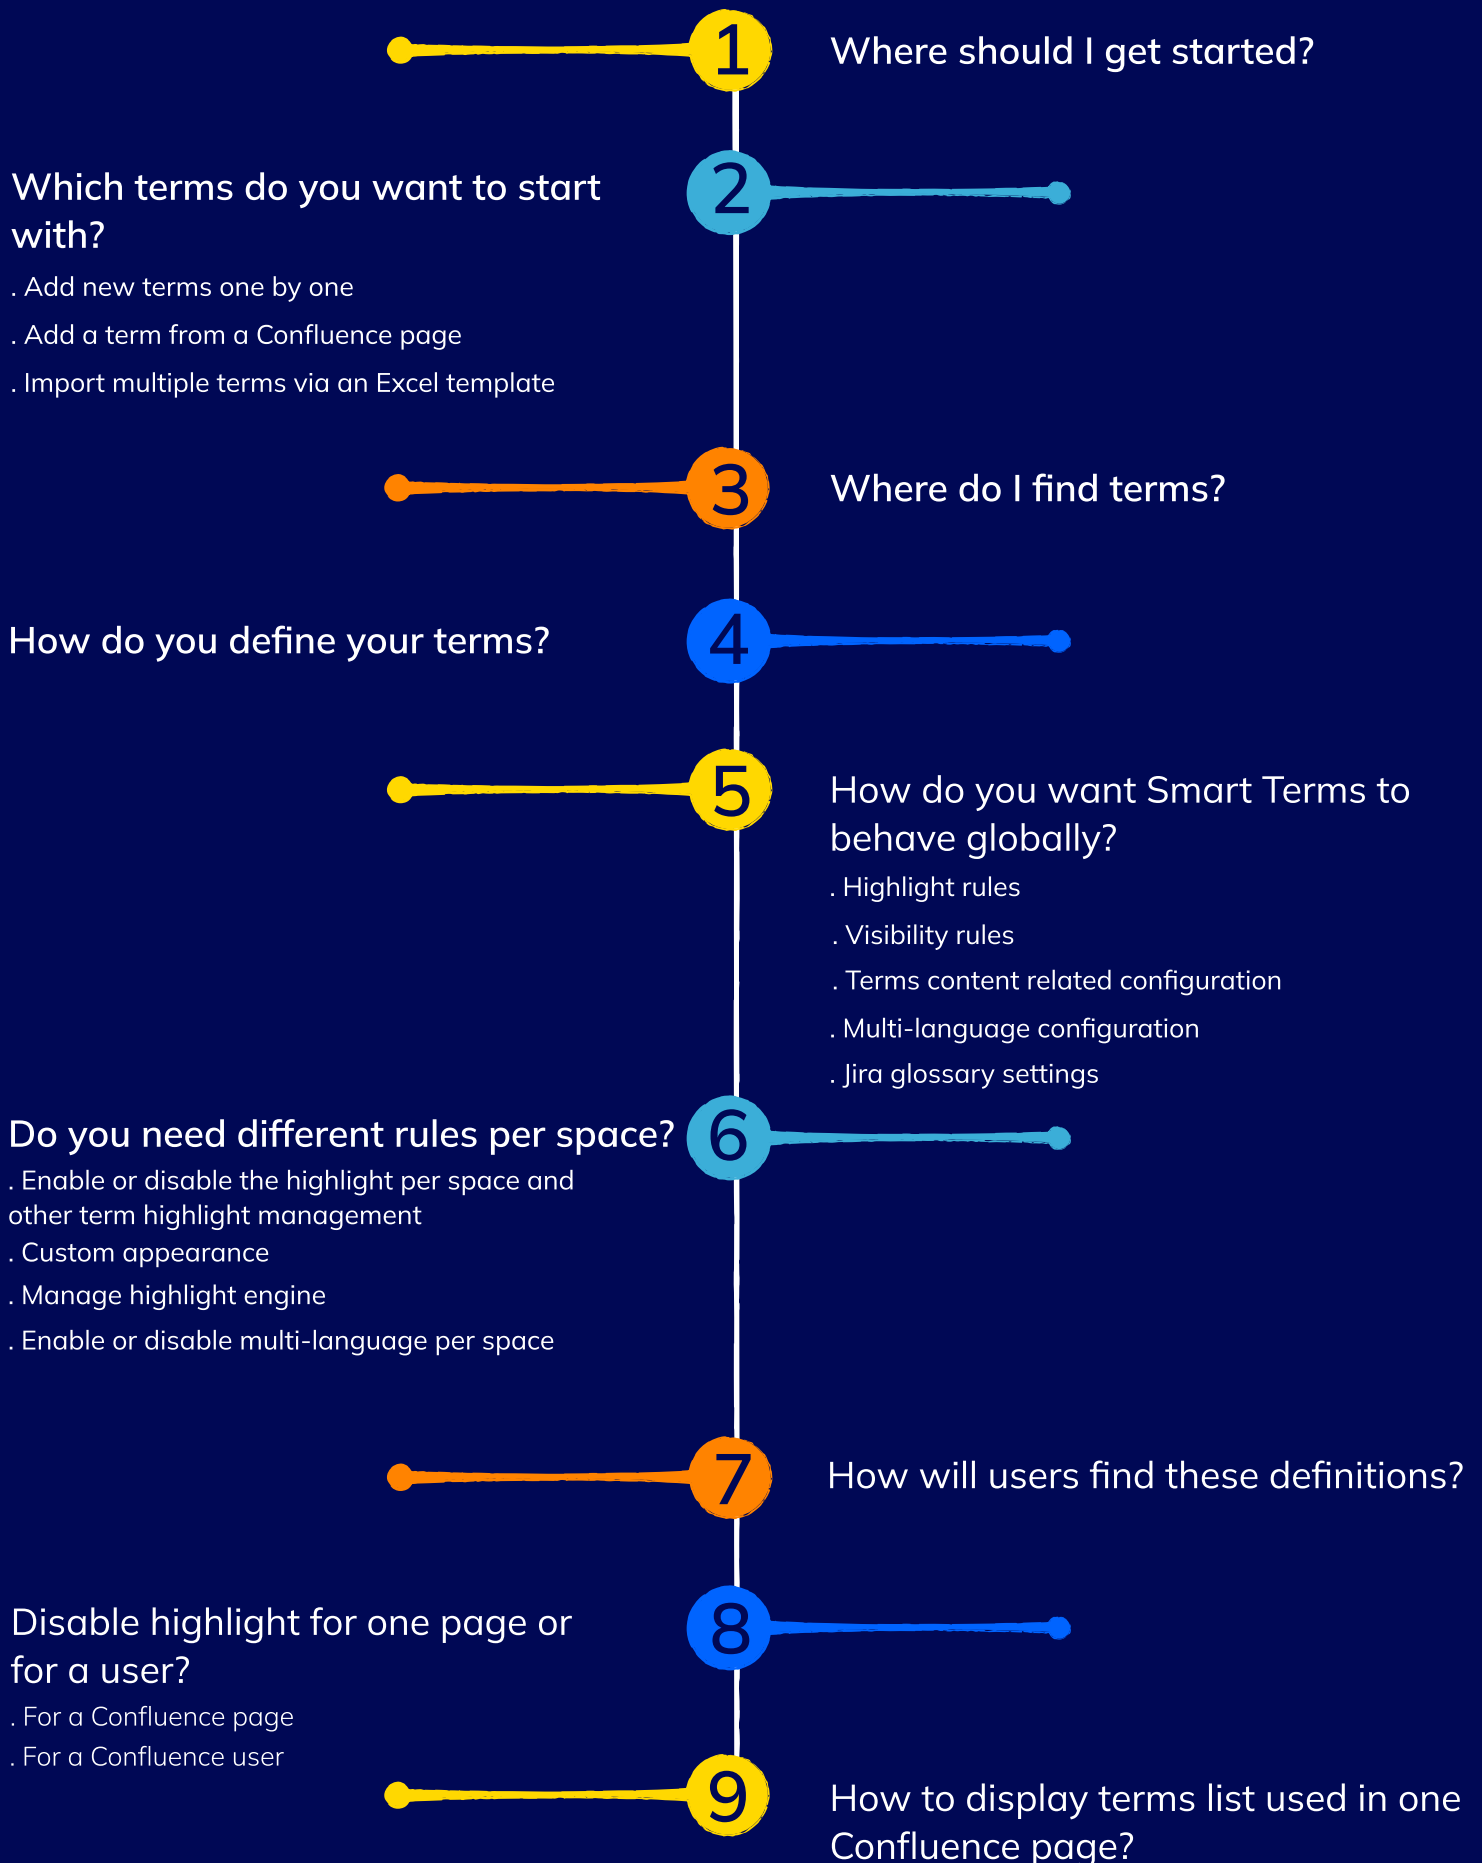 1
Where should I get started?
2
Which terms do you want to start
with?
. Add new terms one by one
. Add a term from a Confluence page
. Import multiple terms via an Excel template
3
Where do I find terms?
4
How do you define your terms?
5
How do you want Smart Terms to
behave globally?
. Highlight rules
. Visibility rules
. Terms content related configuration
. Multi-language configuration
. Jira glossary settings
6
Do you need different rules per space?
. Enable or disable the highlight per space and
other term highlight management
. Custom appearance
. Manage highlight engine
. Enable or disable multi-language per space
7
How will users find these definitions?
8
Disable highlight for one page or
for a user?
. For a Confluence page
. For a Confluence user
9
How to display terms list used in one
Confluence page?